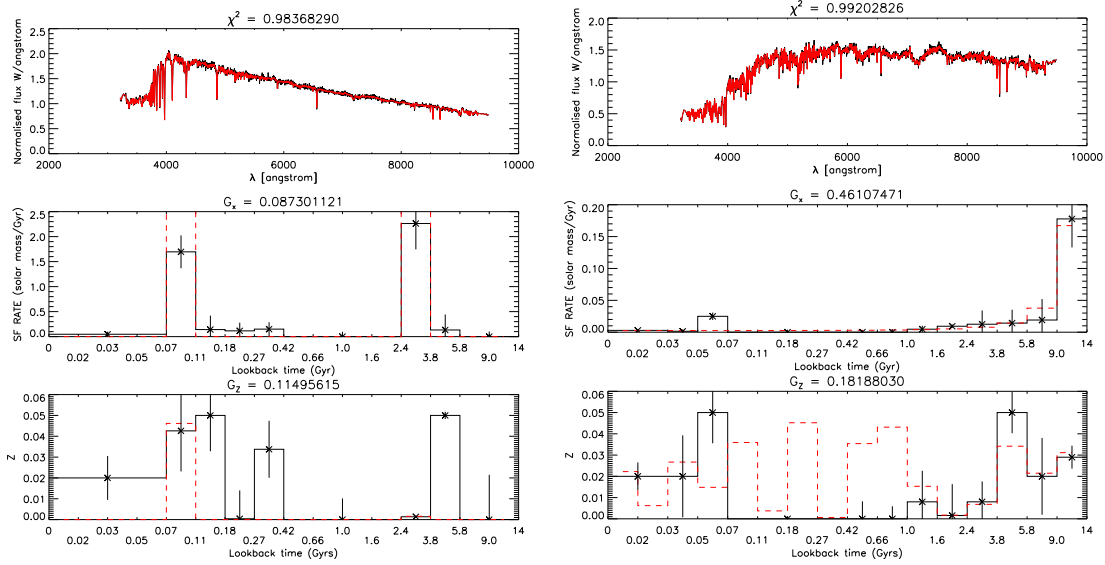 χ² = 0.98368290
Normalised flux W/angstrom
2.5
2.0
1.5
1.0
0.5
0.0
2000 4000 6000 8000 10000
λ [angstrom]
Gₓ = 0.087301121
SF RATE (solar mass/Gyr)
2.5
2.0
1.5
1.0
0.5
0.0
0 0.03 0.07 0.18 0.42 1.0 2.4 5.8 14
0.02 0.05 0.11 0.27 0.66 1.6 3.8 9.0
Lookback time (Gyr)
G_Z = 0.11495615
Z
0.06
0.05
0.04
0.03
0.02
0.01
0.00
0 0.03 0.07 0.18 0.42 1.0 2.4 5.8 14
0.02 0.05 0.11 0.27 0.66 1.6 3.8 9.0
Lookback time (Gyrs)
χ² = 0.99202826
Normalised flux W/angstrom
2.0
1.5
1.0
0.5
0.0
2000 4000 6000 8000 10000
λ [angstrom]
Gₓ = 0.46107471
SF RATE (solar mass/Gyr)
0.20
0.15
0.10
0.05
0.00
0 0.03 0.07 0.18 0.42 1.0 2.4 5.8 14
0.02 0.05 0.11 0.27 0.66 1.6 3.8 9.0
Lookback time (Gyr)
G_Z = 0.18188030
Z
0.06
0.05
0.04
0.03
0.02
0.01
0.00
0 0.03 0.07 0.18 0.42 1.0 2.4 5.8 14
0.02 0.05 0.11 0.27 0.66 1.6 3.8 9.0
Lookback time (Gyrs)